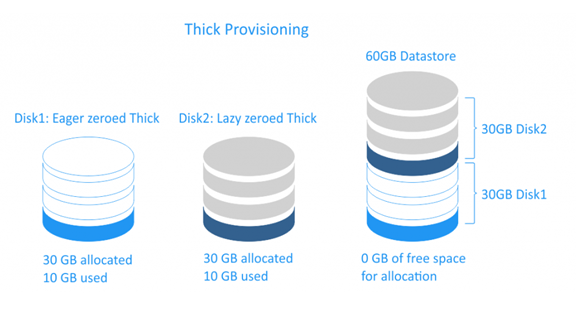 Thick Provisioning
60GB Datastore
Disk1: Eager zeroed Thick
Disk2: Lazy zeroed Thick
30GB Disk2
30GB Disk1
30 GB allocated
10 GB used
30 GB allocated
10 GB used
0 GB of free space
for allocation